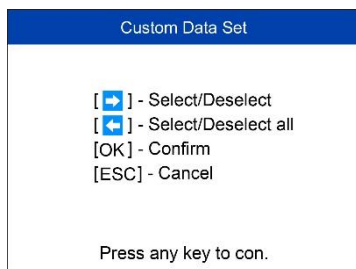 Custom Data Set
[➡] - Select/Deselect
[⬅] - Select/Deselect all
[OK] - Confirm
[ESC] - Cancel
Press any key to con.